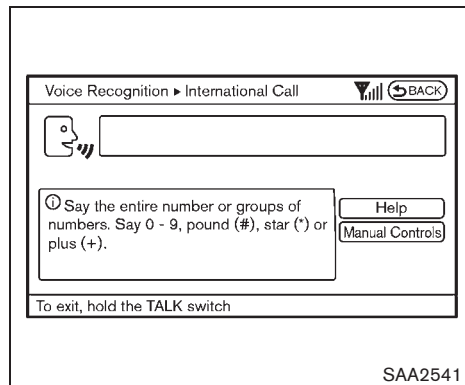 Voice Recognition ▸ International Call BACK
ⓘ Say the entire number or groups of
numbers. Say 0 - 9, pound (#), star (*) or
plus (+).
Help
Manual Controls
To exit, hold the TALK switch
SAA2541